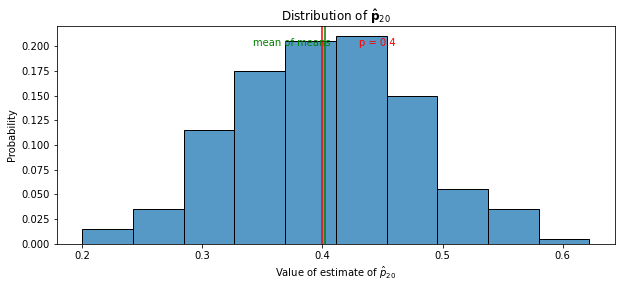 Distribution of p̂₂₀
mean of means
p = 0.4
Probability
0.200
0.175
0.150
0.125
0.100
0.075
0.050
0.025
0.000
0.2 0.3 0.4 0.5 0.6
Value of estimate of p̂₂₀